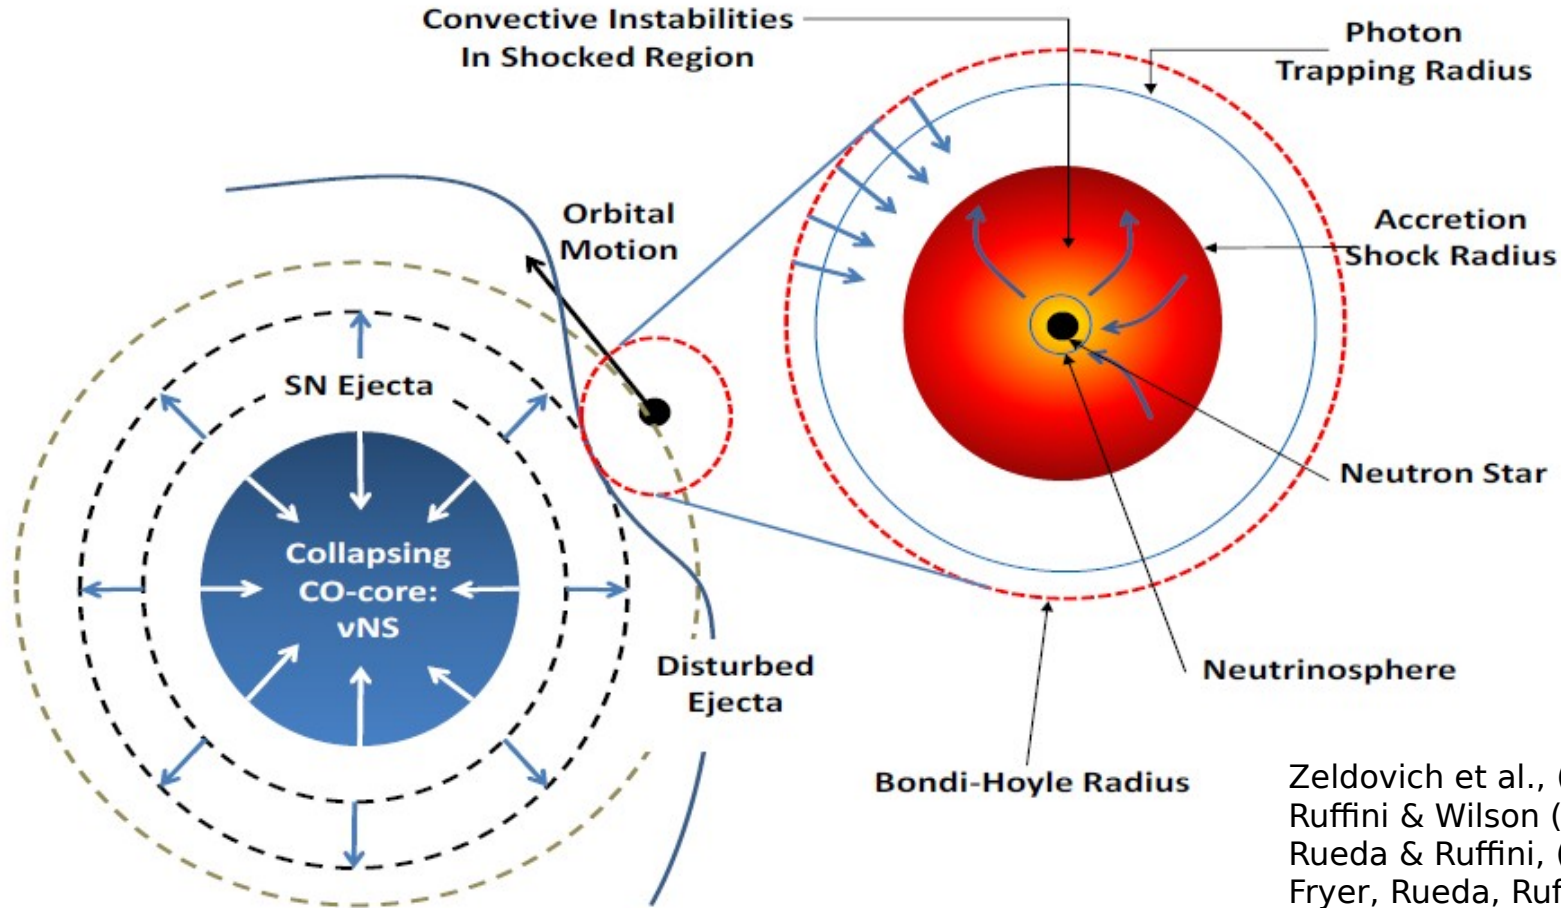 Convective Instabilities
In Shocked Region
Photon
Trapping Radius
Orbital
Motion
Accretion
Shock Radius
SN Ejecta
Neutron Star
Collapsing
CO-core:
νNS
Disturbed
Ejecta
Neutrinosphere
Bondi-Hoyle Radius
Zeldovich et al., (
Ruffini & Wilson (
Rueda & Ruffini, (
Fryer, Rueda,